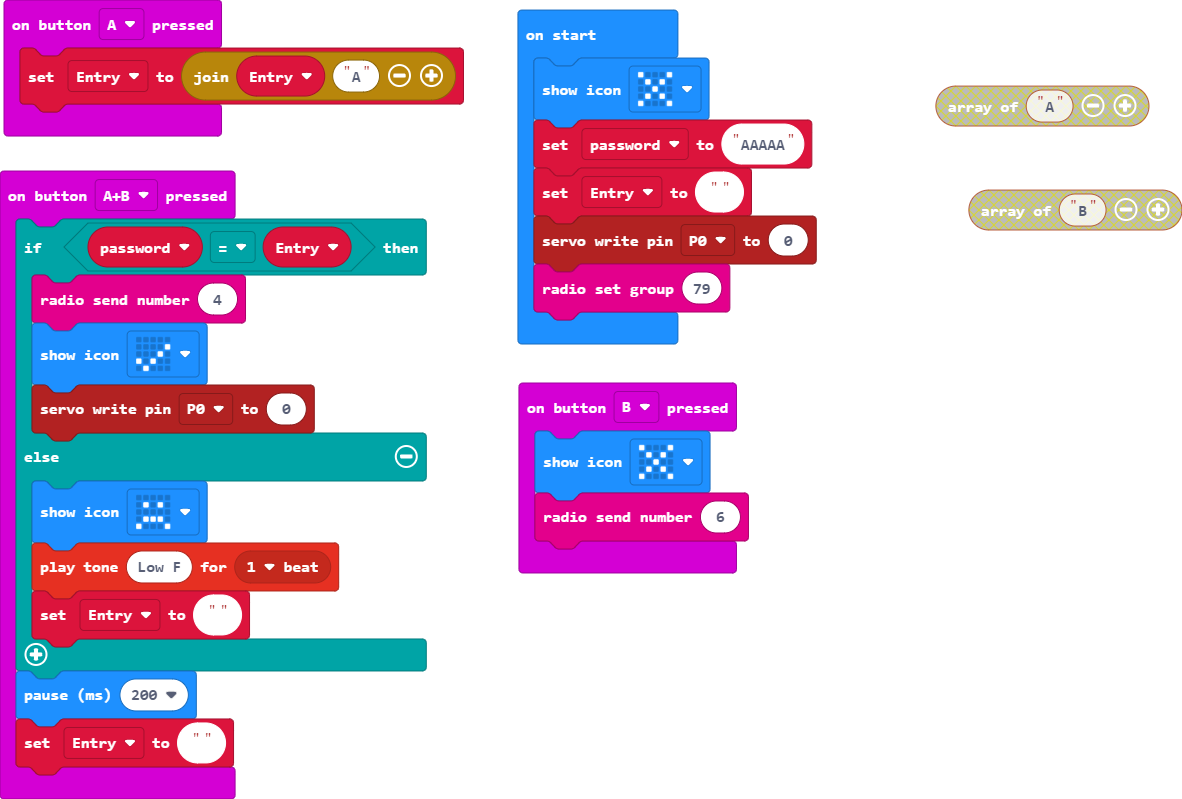 on button A pressed
set Entry to join Entry "A"
on button A+B pressed
if password = Entry then
radio send number 4
show icon
servo write pin P0 to 0
else
show icon
play tone Low F for 1 beat
set Entry to " "
pause (ms) 200
set Entry to " "
on start
show icon
set password to "AAAAA"
set Entry to " "
servo write pin P0 to 0
radio set group 79
on button B pressed
show icon
radio send number 6
array of "A"
array of "B"